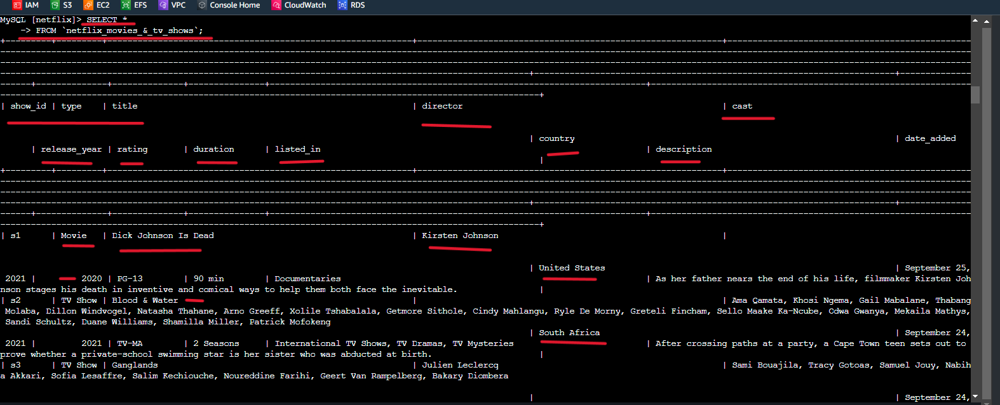 IAM S3 EC2 EFS VPC Console Home CloudWatch RDS
MySQL [netflix]> SELECT *
-> FROM `netflix_movies_&_tv_shows`;
| show_id | type | title | director | cast
| country | date_added
| release_year | rating | duration | listed_in | description
|
| s1 | Movie | Dick Johnson Is Dead | Kirsten Johnson |
| United States | September 25,
2021 | 2020 | PG-13 | 90 min | Documentaries | As her father nears the end of his life, filmmaker Kirsten Joh
nson stages his death in inventive and comical ways to help them both face the inevitable. |
| s2 | TV Show | Blood & Water | | Ama Qamata, Khosi Ngema, Gail Mabalane, Thabang
Molaba, Dillon Windvogel, Natasha Thahane, Arno Greeff, Xolile Tshabalala, Getmore Sithole, Cindy Mahlangu, Ryle De Morny, Greteli Fincham, Sello Maake Ka-Ncube, Odwa Gwanya, Mekaila Mathys,
Sandi Schultz, Duane Williams, Shamilla Miller, Patrick Mofokeng
| South Africa | September 24,
2021 | 2021 | TV-MA | 2 Seasons | International TV Shows, TV Dramas, TV Mysteries | After crossing paths at a party, a Cape Town teen sets out to
prove whether a private-school swimming star is her sister who was abducted at birth. |
| s3 | TV Show | Ganglands | Julien Leclercq | Sami Bouajila, Tracy Gotoas, Samuel Jouy, Nabih
a Akkari, Sofia Lesaffre, Salim Kechiouche, Noureddine Farihi, Geert Van Rampelberg, Bakary Diombera
| | September 24,